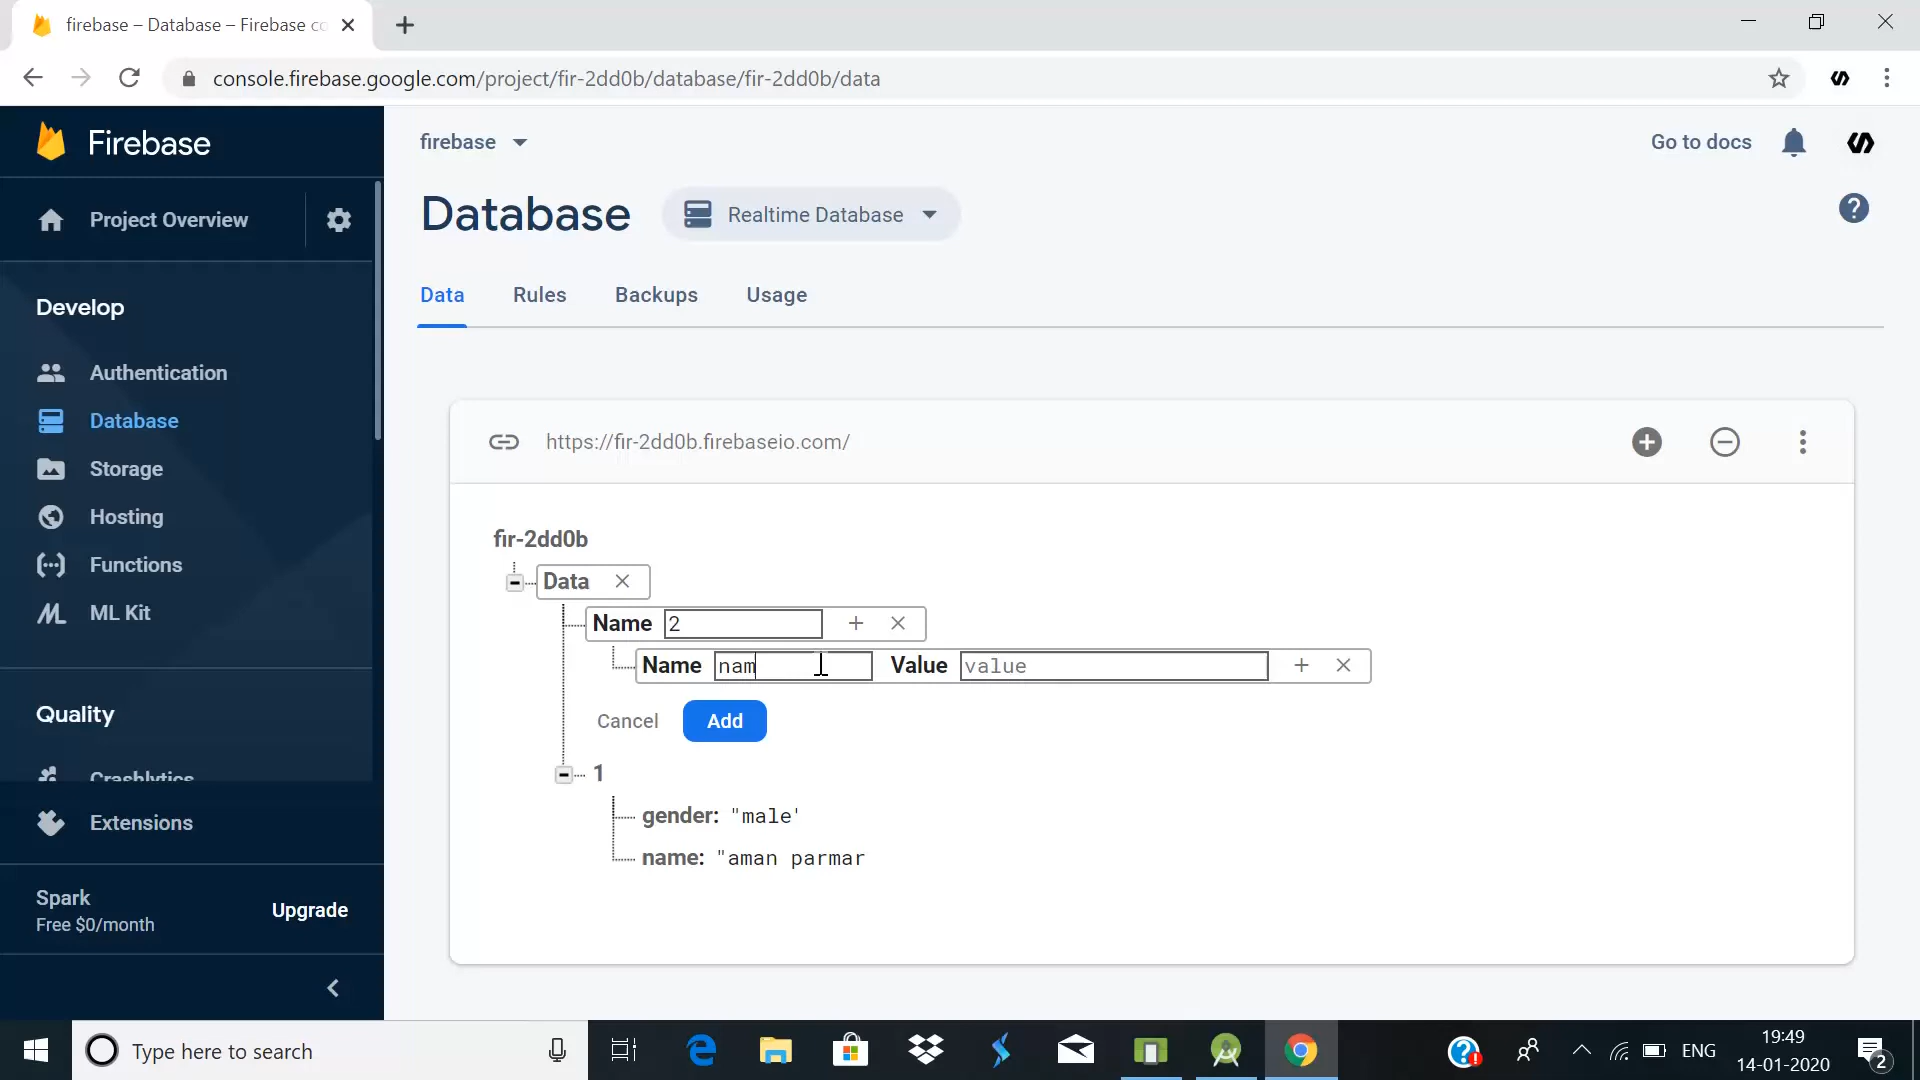 firebase – Database – Firebase co
console.firebase.google.com/project/fir-2dd0b/database/fir-2dd0b/data
Firebase
firebase
Go to docs
Project Overview
Database
Realtime Database
Data
Rules
Backups
Usage
Develop
Authentication
Database
Storage
Hosting
Functions
ML Kit
Quality
Crashlytics
Extensions
Spark
Free $0/month
Upgrade
https://fir-2dd0b.firebaseio.com/
fir-2dd0b
Data
Name 2
Name nam Value value
Cancel Add
1
gender: "male'
name: "aman parmar
Type here to search
ENG
19:49
14-01-2020
2